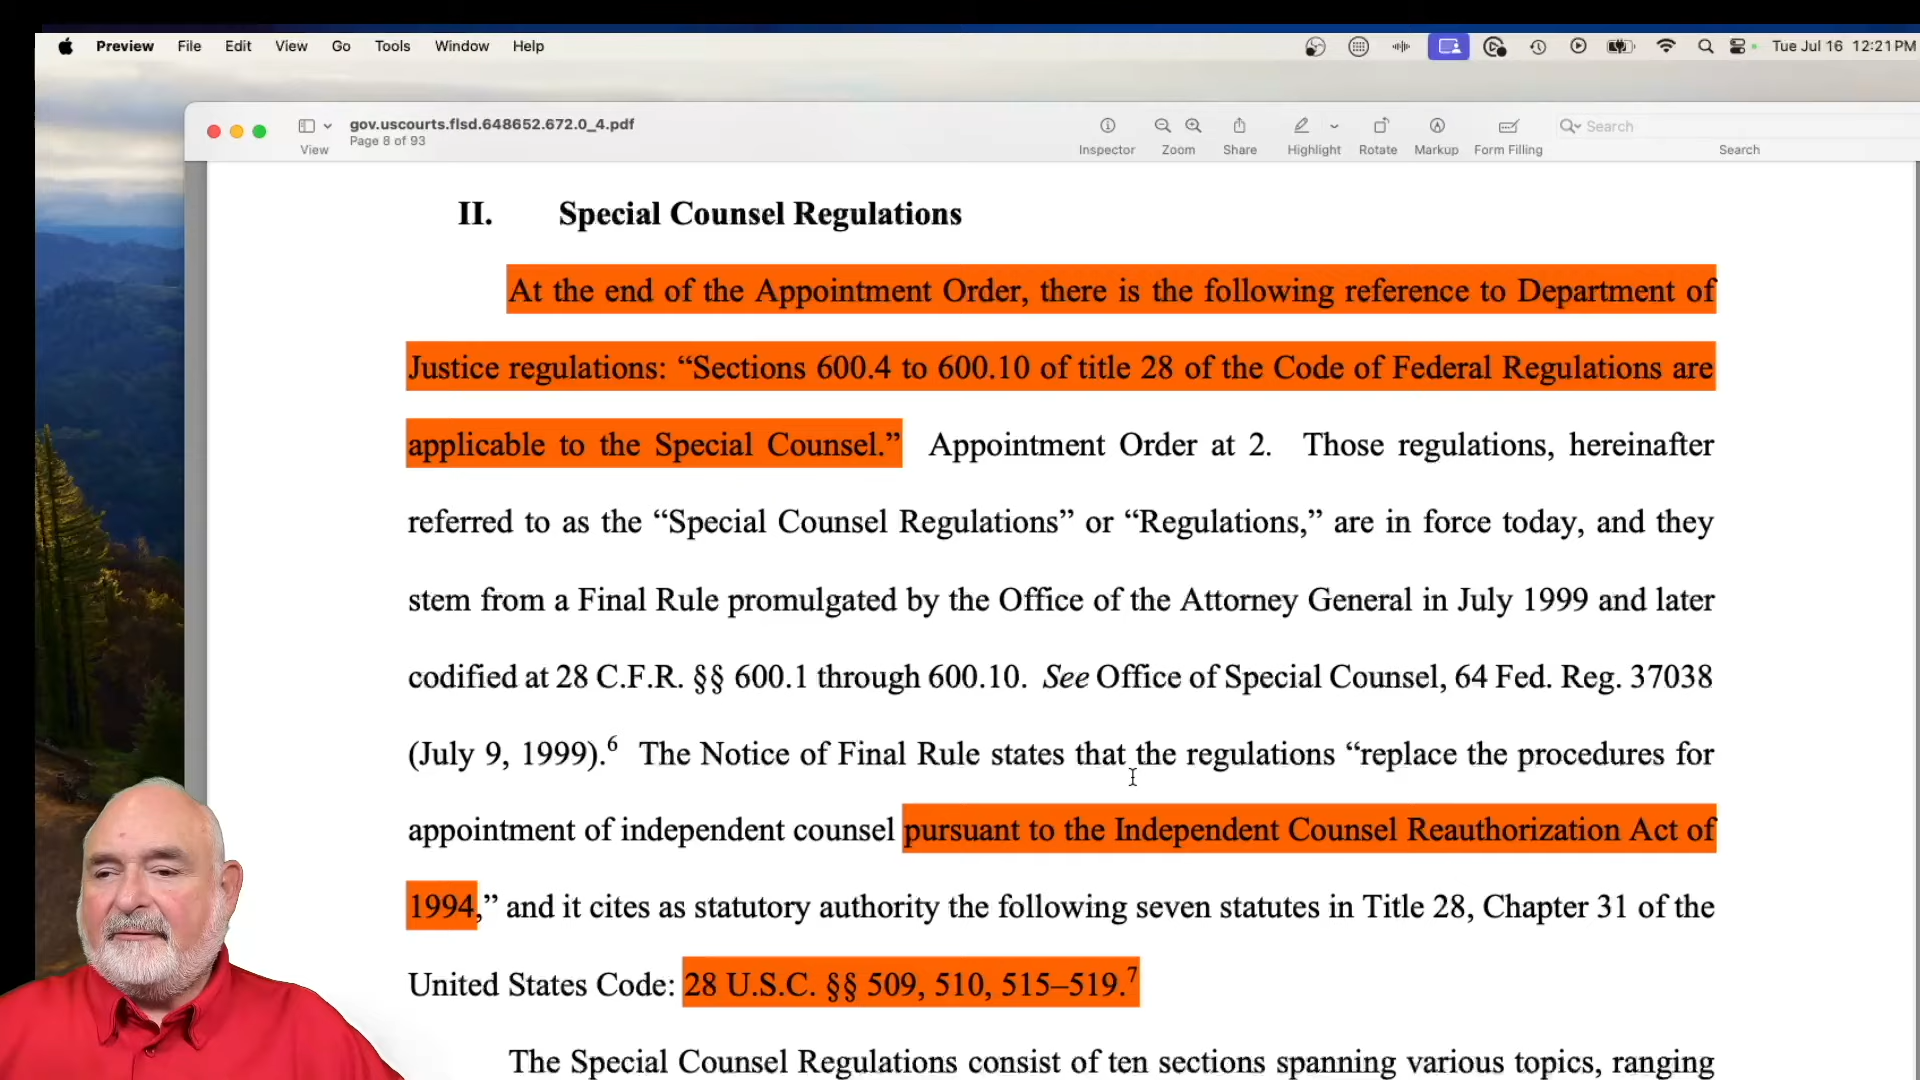 Preview File Edit View Go Tools Window Help Tue Jul 16 12:21 PM
gov.uscourts.flsd.648652.672.0_4.pdf
Page 8 of 93
View Inspector Zoom Share Highlight Rotate Markup Form Filling Search Search
II. Special Counsel Regulations
At the end of the Appointment Order, there is the following reference to Department of
Justice regulations: “Sections 600.4 to 600.10 of title 28 of the Code of Federal Regulations are
applicable to the Special Counsel.” Appointment Order at 2. Those regulations, hereinafter
referred to as the “Special Counsel Regulations” or “Regulations,” are in force today, and they
stem from a Final Rule promulgated by the Office of the Attorney General in July 1999 and later
codified at 28 C.F.R. §§ 600.1 through 600.10. See Office of Special Counsel, 64 Fed. Reg. 37038
(July 9, 1999).6 The Notice of Final Rule states that the regulations “replace the procedures for
appointment of independent counsel pursuant to the Independent Counsel Reauthorization Act of
1994,” and it cites as statutory authority the following seven statutes in Title 28, Chapter 31 of the
United States Code: 28 U.S.C. §§ 509, 510, 515–519.7
The Special Counsel Regulations consist of ten sections spanning various topics, ranging